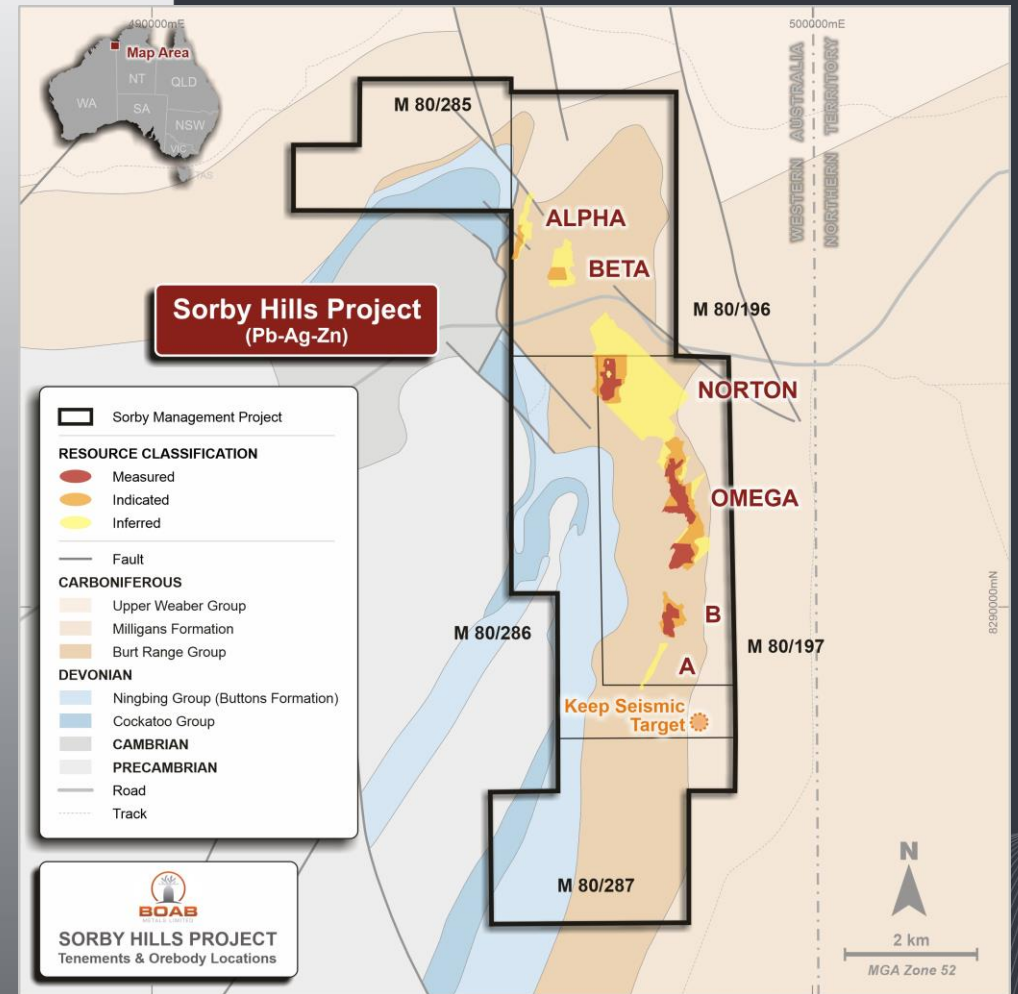 490000mE
500000mE
Map Area
NT
QLD
WA
SA
NSW
VIC
TAS
WESTERN AUSTRALIA
NORTHERN TERRITORY
M 80/285
ALPHA
BETA
Sorby Hills Project
(Pb-Ag-Zn)
M 80/196
NORTON
OMEGA
B
A
M 80/286
M 80/197
Keep Seismic
Target
M 80/287
8290000mN
Sorby Management Project
RESOURCE CLASSIFICATION
Measured
Indicated
Inferred
Fault
CARBONIFEROUS
Upper Weaber Group
Milligans Formation
Burt Range Group
DEVONIAN
Ningbing Group (Buttons Formation)
Cockatoo Group
CAMBRIAN
PRECAMBRIAN
Road
Track
BOAB
METALS LIMITED
SORBY HILLS PROJECT
Tenements & Orebody Locations
N
2 km
MGA Zone 52